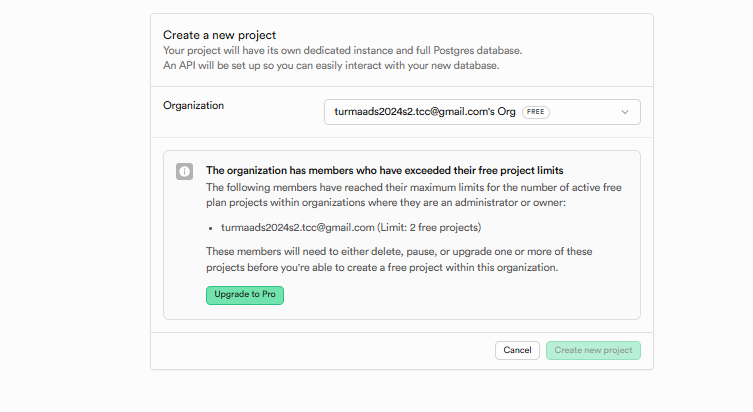 Create a new project
Your project will have its own dedicated instance and full Postgres database.
An API will be set up so you can easily interact with your new database.
Organization
turmaads2024s2.tcc@gmail.com's Org FREE
The organization has members who have exceeded their free project limits
The following members have reached their maximum limits for the number of active free
plan projects within organizations where they are an administrator or owner:
• turmaads2024s2.tcc@gmail.com (Limit: 2 free projects)
These members will need to either delete, pause, or upgrade one or more of these
projects before you're able to create a free project within this organization.
Upgrade to Pro
Cancel
Create new project